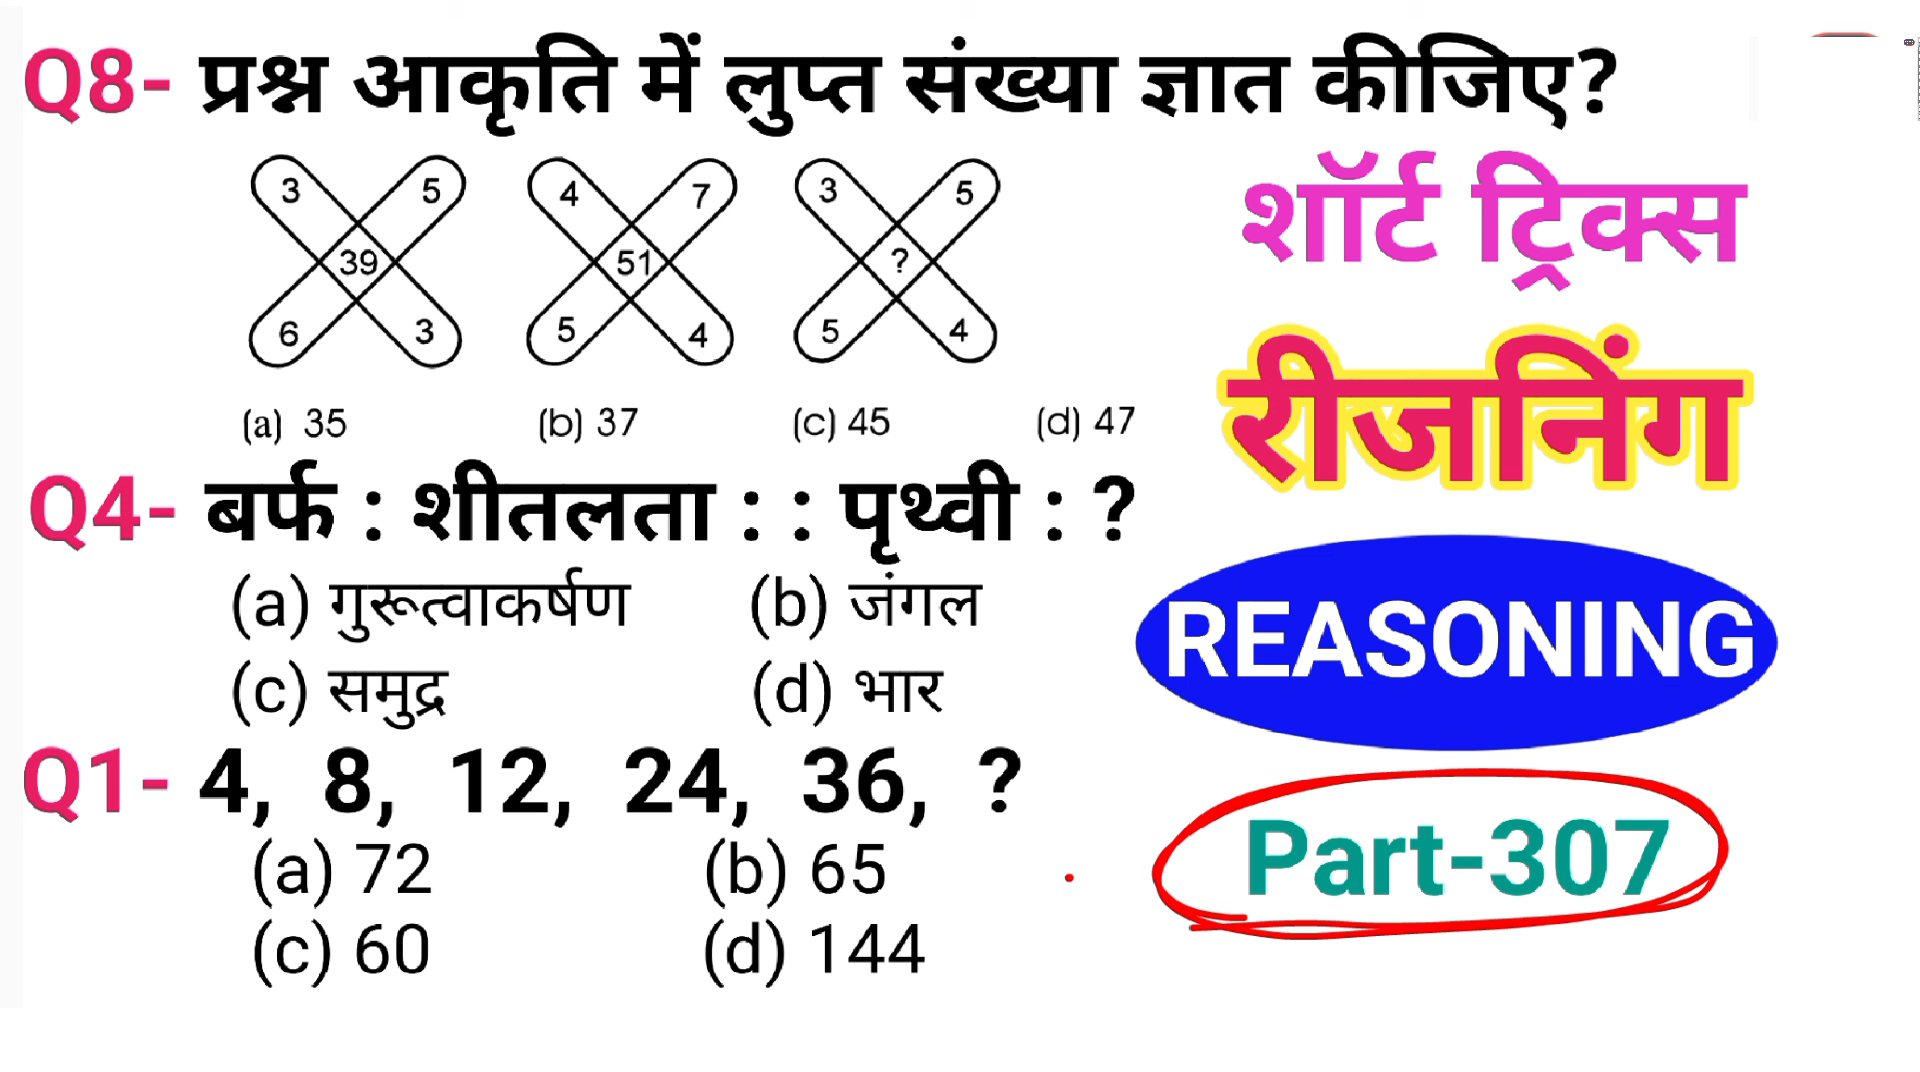 Q8- प्रश्न आकृति में लुप्त संख्या ज्ञात कीजिए?
3 5 4 7 3 5
39 51 ?
6 3 5 4 5 4
(a) 35 (b) 37 (c) 45 (d) 47
Q4- बर्फ : शीतलता : : पृथ्वी : ?
(a) गुरूत्वाकर्षण (b) जंगल
(c) समुद्र (d) भार
Q1- 4, 8, 12, 24, 36, ?
(a) 72 (b) 65
(c) 60 (d) 144
शॉर्ट ट्रिक्स
रीजनिंग
REASONING
Part-307